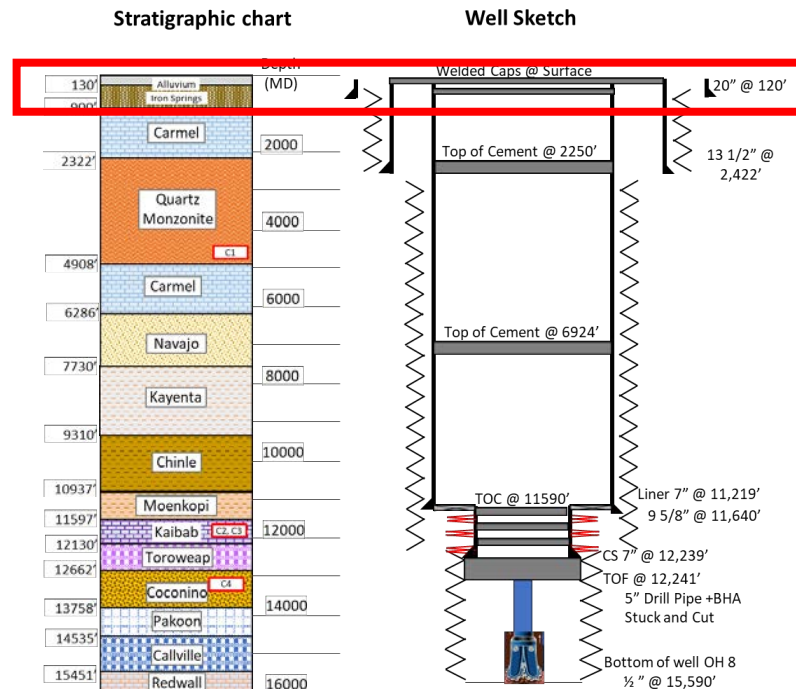 Stratigraphic chart
Well Sketch
Depth
(MD)
Welded Caps @ Surface
20” @ 120’
130’
Alluvium
Iron Springs
900’
Carmel
2000
Top of Cement @ 2250’
13 1/2” @
2,422’
2322’
Quartz
Monzonite
4000
C1
4908’
Carmel
6000
6286’
Navajo
Top of Cement @ 6924’
7730’
8000
Kayenta
9310’
10000
Chinle
10937’
Moenkopi
TOC @ 11590’
Liner 7” @ 11,219’
9 5/8” @ 11,640’
11597’
Kaibab
C2, C3
12000
12130’
Toroweap
CS 7” @ 12,239’
12662’
TOF @ 12,241’
C4
Coconino
5” Drill Pipe +BHA
Stuck and Cut
13758’
14000
Pakoon
14535’
Callville
Bottom of well OH 8
½ ” @ 15,590’
15451’
Redwall
16000